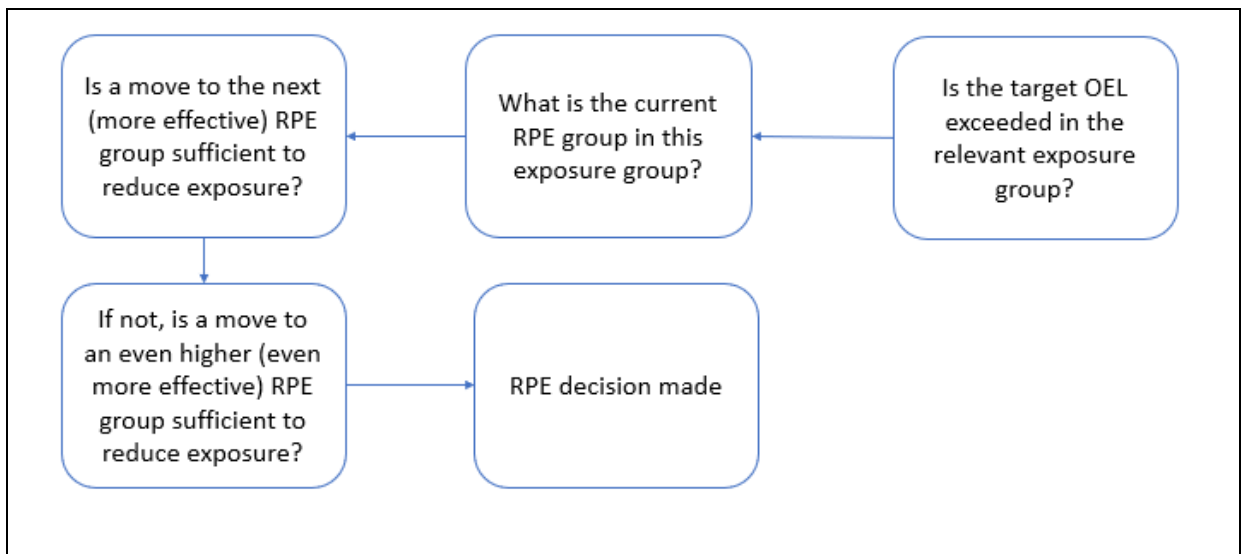 Is a move to the next
(more effective) RPE
group sufficient to
reduce exposure?
What is the current
RPE group in this
exposure group?
Is the target OEL
exceeded in the
relevant exposure
group?
If not, is a move to
an even higher (even
more effective) RPE
group sufficient to
reduce exposure?
RPE decision made